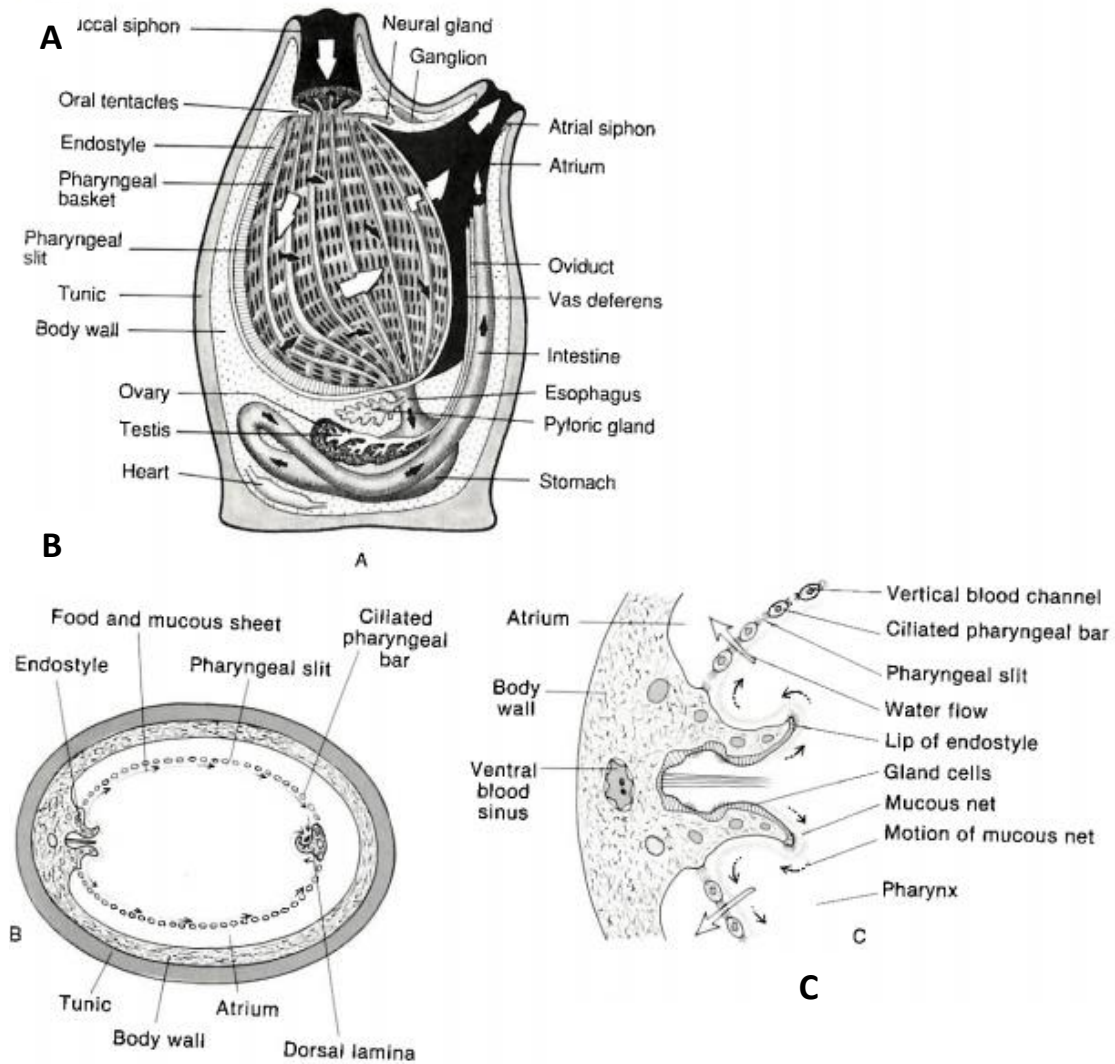 A
uccal siphon
Neural gland
Ganglion
Oral tentacles
Endostyle
Pharyngeal
basket
Pharyngeal
slit
Tunic
Body wall
Atrial siphon
Atrium
Oviduct
Vas deferens
Intestine
Ovary
Testis
Heart
Esophagus
Pyloric gland
Stomach
A
B
Food and mucous sheet
Endostyle
Pharyngeal slit
Ciliated
pharyngeal
bar
B
Tunic
Body wall
Atrium
Dorsal lamina
Atrium
Body
wall
Ventral
blood
sinus
Vertical blood channel
Ciliated pharyngeal bar
Pharyngeal slit
Water flow
Lip of endostyle
Gland cells
Mucous net
Motion of mucous net
Pharynx
C
C